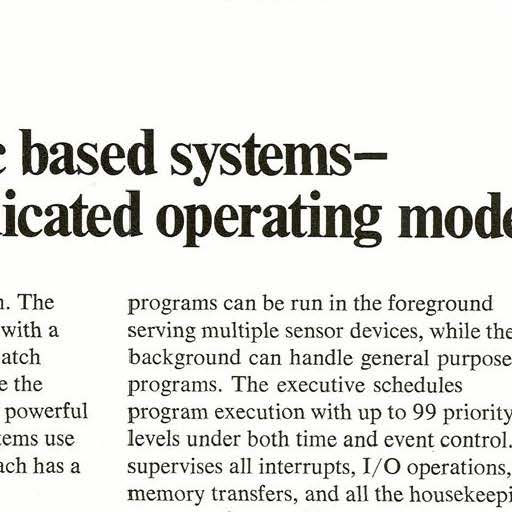 c based systems–
dicated operating mode
n. The
with a
atch
e the
powerful
tems use
ach has a
programs can be run in the foreground
serving multiple sensor devices, while the
background can handle general purpose
programs. The executive schedules
program execution with up to 99 priority
levels under both time and event control.
supervises all interrupts, I/O operations,
memory transfers, and all the housekeepi